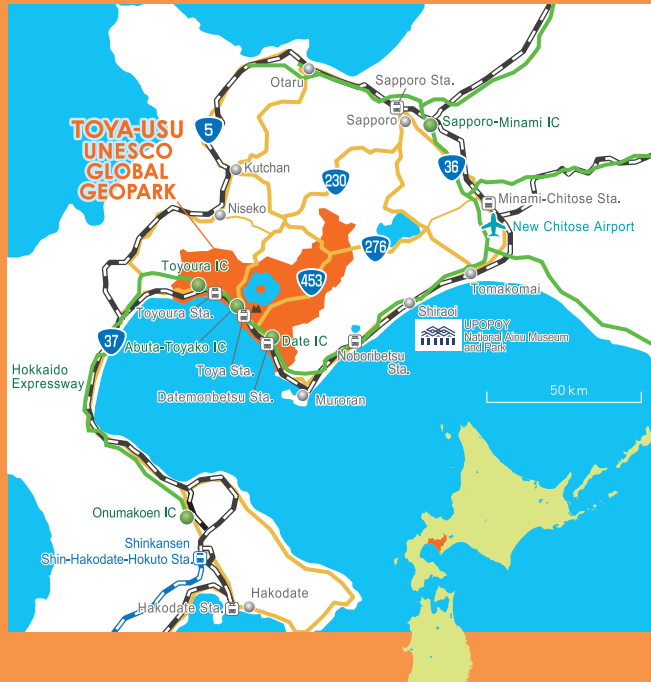 Otaru
Sapporo Sta.
Sapporo
Sapporo-Minami IC
TOYA-USU
UNESCO
GLOBAL
GEOPARK
5
36
Kutchan
230
Minami-Chitose Sta.
Niseko
New Chitose Airport
276
Toyoura IC
453
Tomakomai
Toyoura Sta.
Shiraoi
UPOPOY
National Ainu Museum
and Park
37
Abuta-Toyako IC
Date IC
Noboribetsu
Sta.
Hokkaido
Expressway
Toya Sta.
Datemonbetsu Sta.
Muroran
50 km
Onumakoen IC
Shinkansen
Shin-Hakodate-Hokuto Sta.
Hakodate
Hakodate Sta.